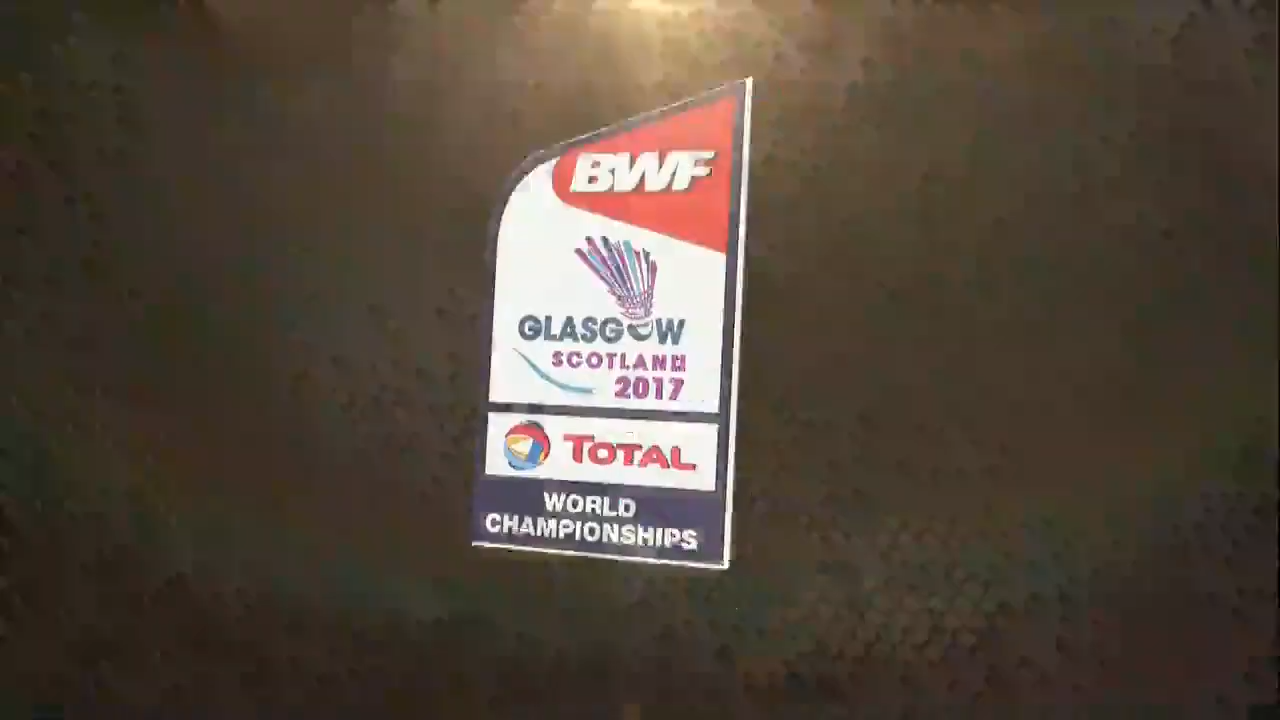 BWF
GLASGOW
SCOTLAND
2017
TOTAL
WORLD
CHAMPIONSHIPS